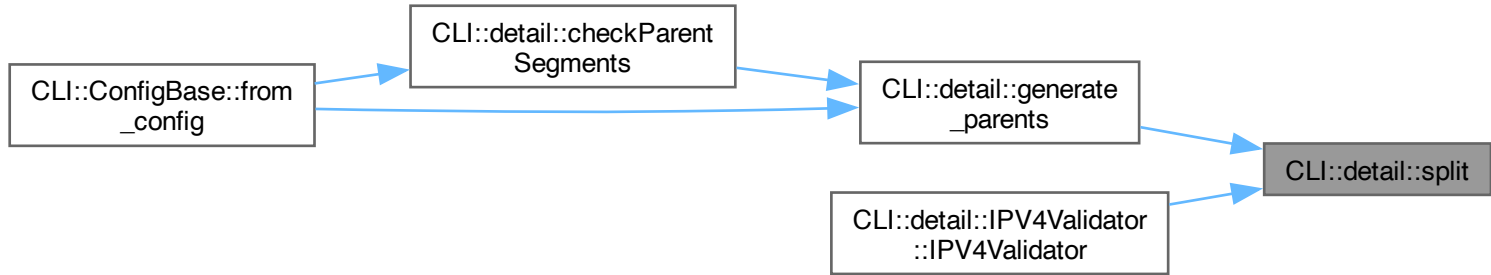 CLI::ConfigBase::from
_config
CLI::detail::checkParent
Segments
CLI::detail::generate
_parents
CLI::detail::IPV4Validator
::IPV4Validator
CLI::detail::split